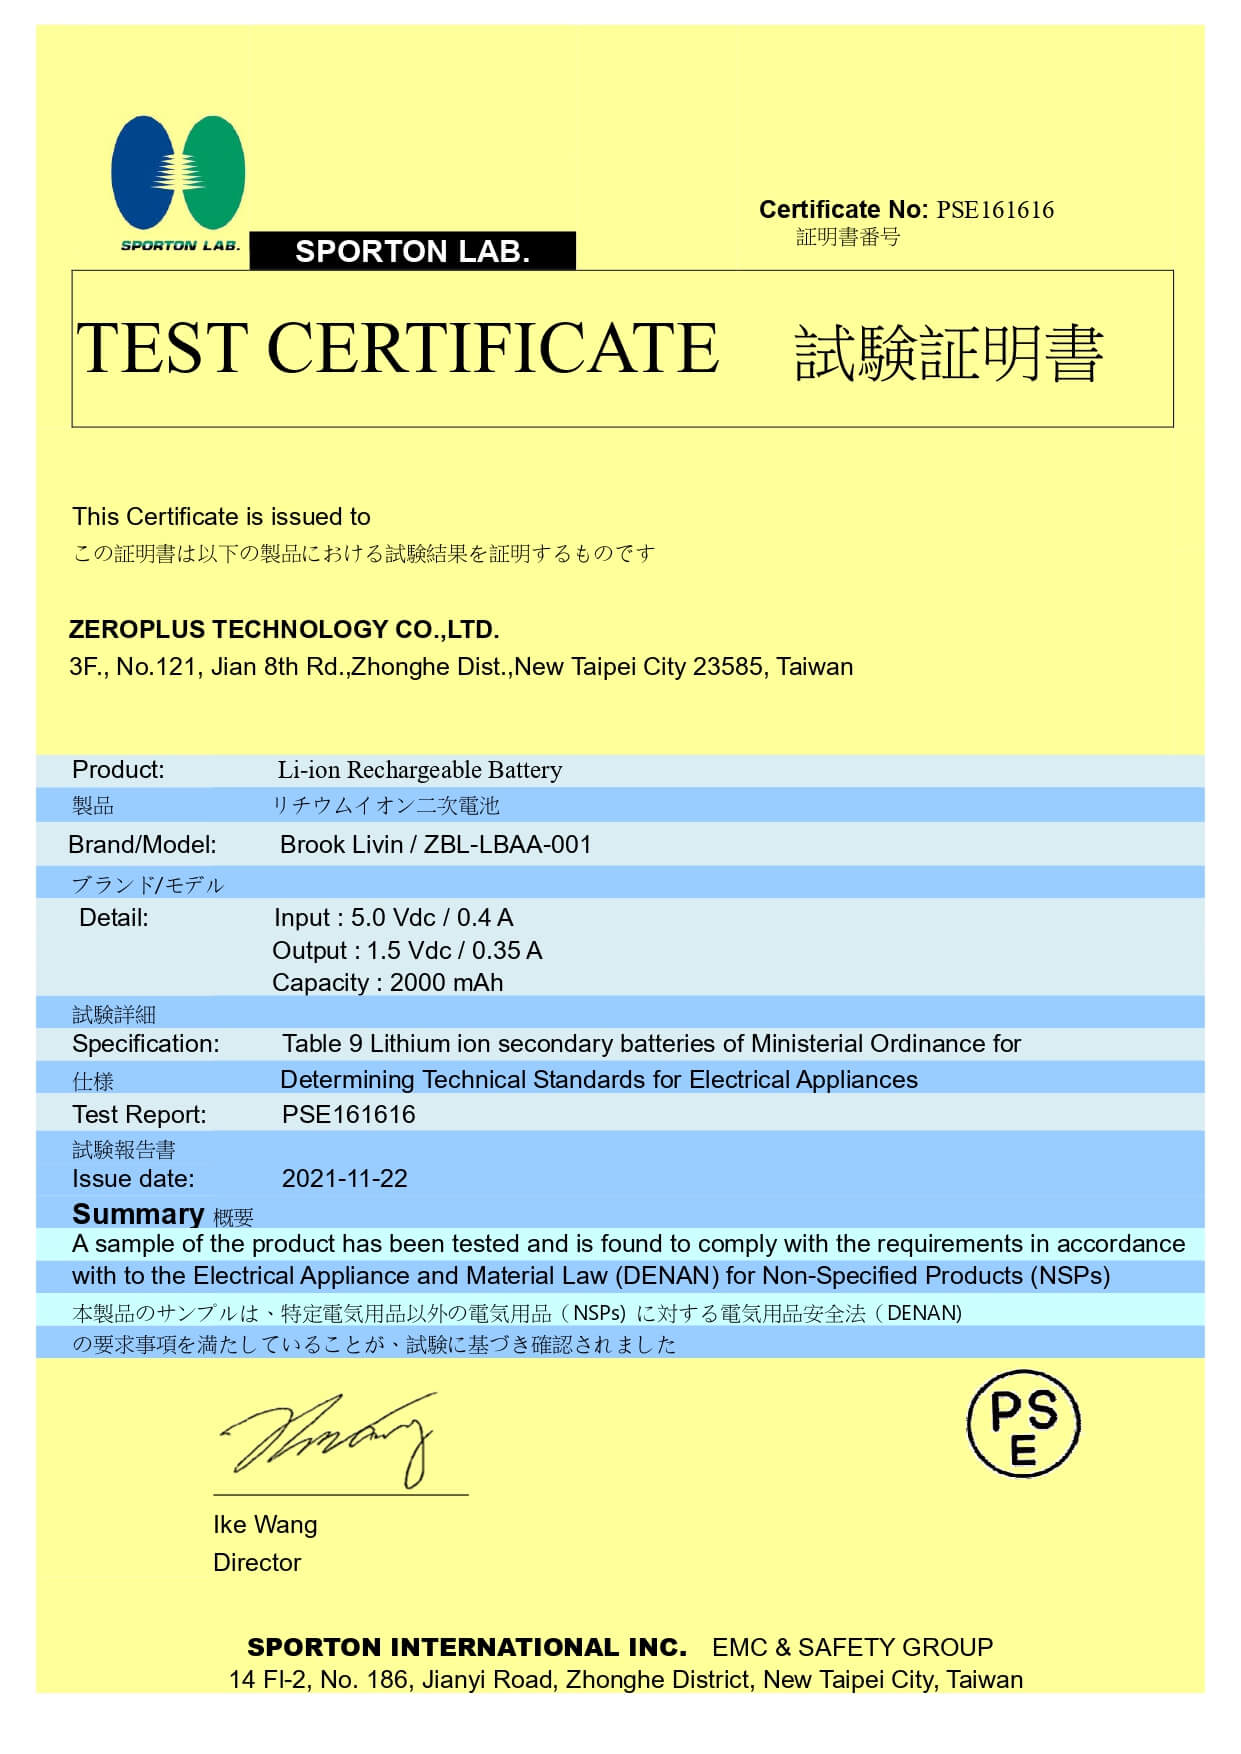 SPORTON LAB.
SPORTON LAB.
Certificate No: PSE161616
証明書番号
TEST CERTIFICATE 試験証明書
This Certificate is issued to
この証明書は以下の製品における試験結果を証明するものです
ZEROPLUS TECHNOLOGY CO.,LTD.
3F., No.121, Jian 8th Rd.,Zhonghe Dist.,New Taipei City 23585, Taiwan
Product: Li-ion Rechargeable Battery
製品 リチウムイオン二次電池
Brand/Model: Brook Livin / ZBL-LBAA-001
ブランド/モデル
Detail: Input : 5.0 Vdc / 0.4 A
Output : 1.5 Vdc / 0.35 A
Capacity : 2000 mAh
試験詳細
Specification: Table 9 Lithium ion secondary batteries of Ministerial Ordinance for
仕様 Determining Technical Standards for Electrical Appliances
Test Report: PSE161616
試験報告書
Issue date: 2021-11-22
Summary 概要
A sample of the product has been tested and is found to comply with the requirements in accordance
with to the Electrical Appliance and Material Law (DENAN) for Non-Specified Products (NSPs)
本製品のサンプルは、特定電気用品以外の電気用品（NSPs) に対する電気用品安全法（DENAN)
の要求事項を満たしていることが、試験に基づき確認されました
PS
E
Ike Wang
Director
SPORTON INTERNATIONAL INC. EMC & SAFETY GROUP
14 Fl-2, No. 186, Jianyi Road, Zhonghe District, New Taipei City, Taiwan